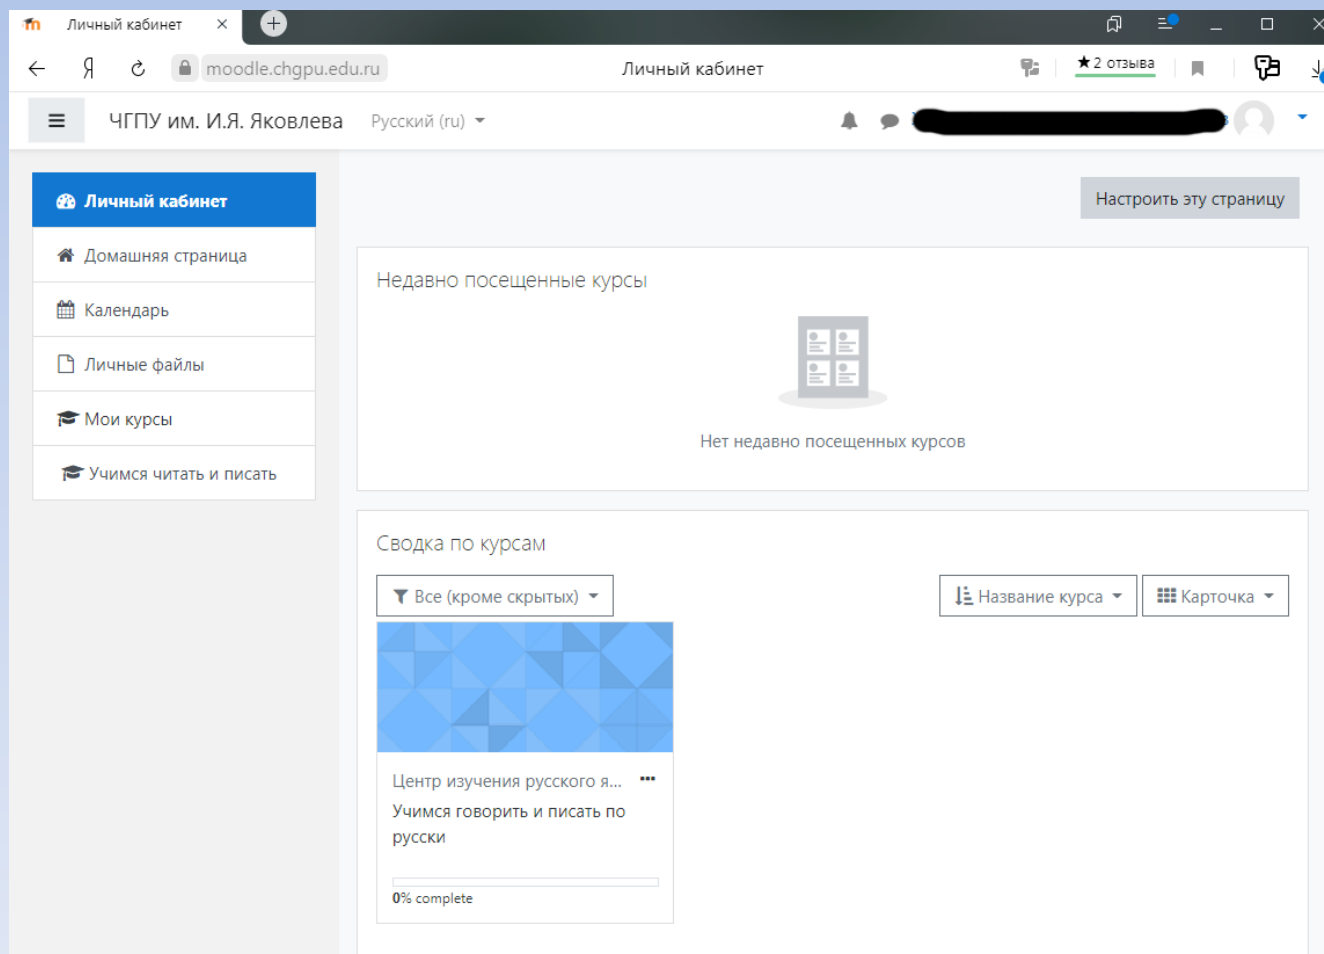 Личный кабинет
moodle.chgpu.edu.ru
Личный кабинет
★2 отзыва
ЧГПУ им. И.Я. Яковлева
Русский (ru)
Личный кабинет
Домашняя страница
Календарь
Личные файлы
Мои курсы
Учимся читать и писать
Настроить эту страницу
Недавно посещенные курсы
Нет недавно посещенных курсов
Сводка по курсам
Все (кроме скрытых)
Название курса
Карточка
Центр изучения русского я...
Учимся говорить и писать по
русски
0% complete